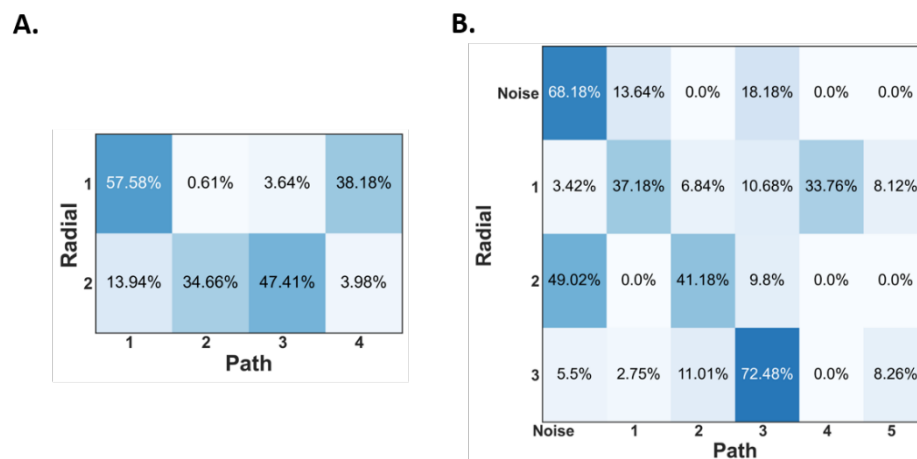 A.
Radial
1
57.58% 0.61% 3.64% 38.18%
2
13.94% 34.66% 47.41% 3.98%
1 2 3 4
Path
B.
Radial
Noise
68.18% 13.64% 0.0% 18.18% 0.0% 0.0%
1
3.42% 37.18% 6.84% 10.68% 33.76% 8.12%
2
49.02% 0.0% 41.18% 9.8% 0.0% 0.0%
3
5.5% 2.75% 11.01% 72.48% 0.0% 8.26%
Noise 1 2 3 4 5
Path